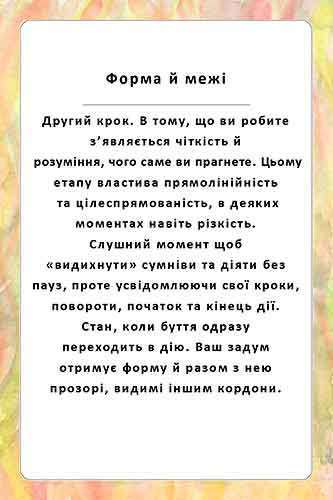 Форма й межі
Другий крок. В тому, що ви робите
з’являється чіткість й
розуміння, чого саме ви прагнете. Цьому
етапу властива прямолінійність
та цілеспрямованість, в деяких
моментах навіть різкість.
Слушний момент щоб
«видихнути» сумніви та діяти без
пауз, проте усвідомлюючи свої кроки,
повороти, початок та кінець дії.
Стан, коли буття одразу
переходить в дію. Ваш задум
отримує форму й разом з нею
прозорі, видимі іншим кордони.